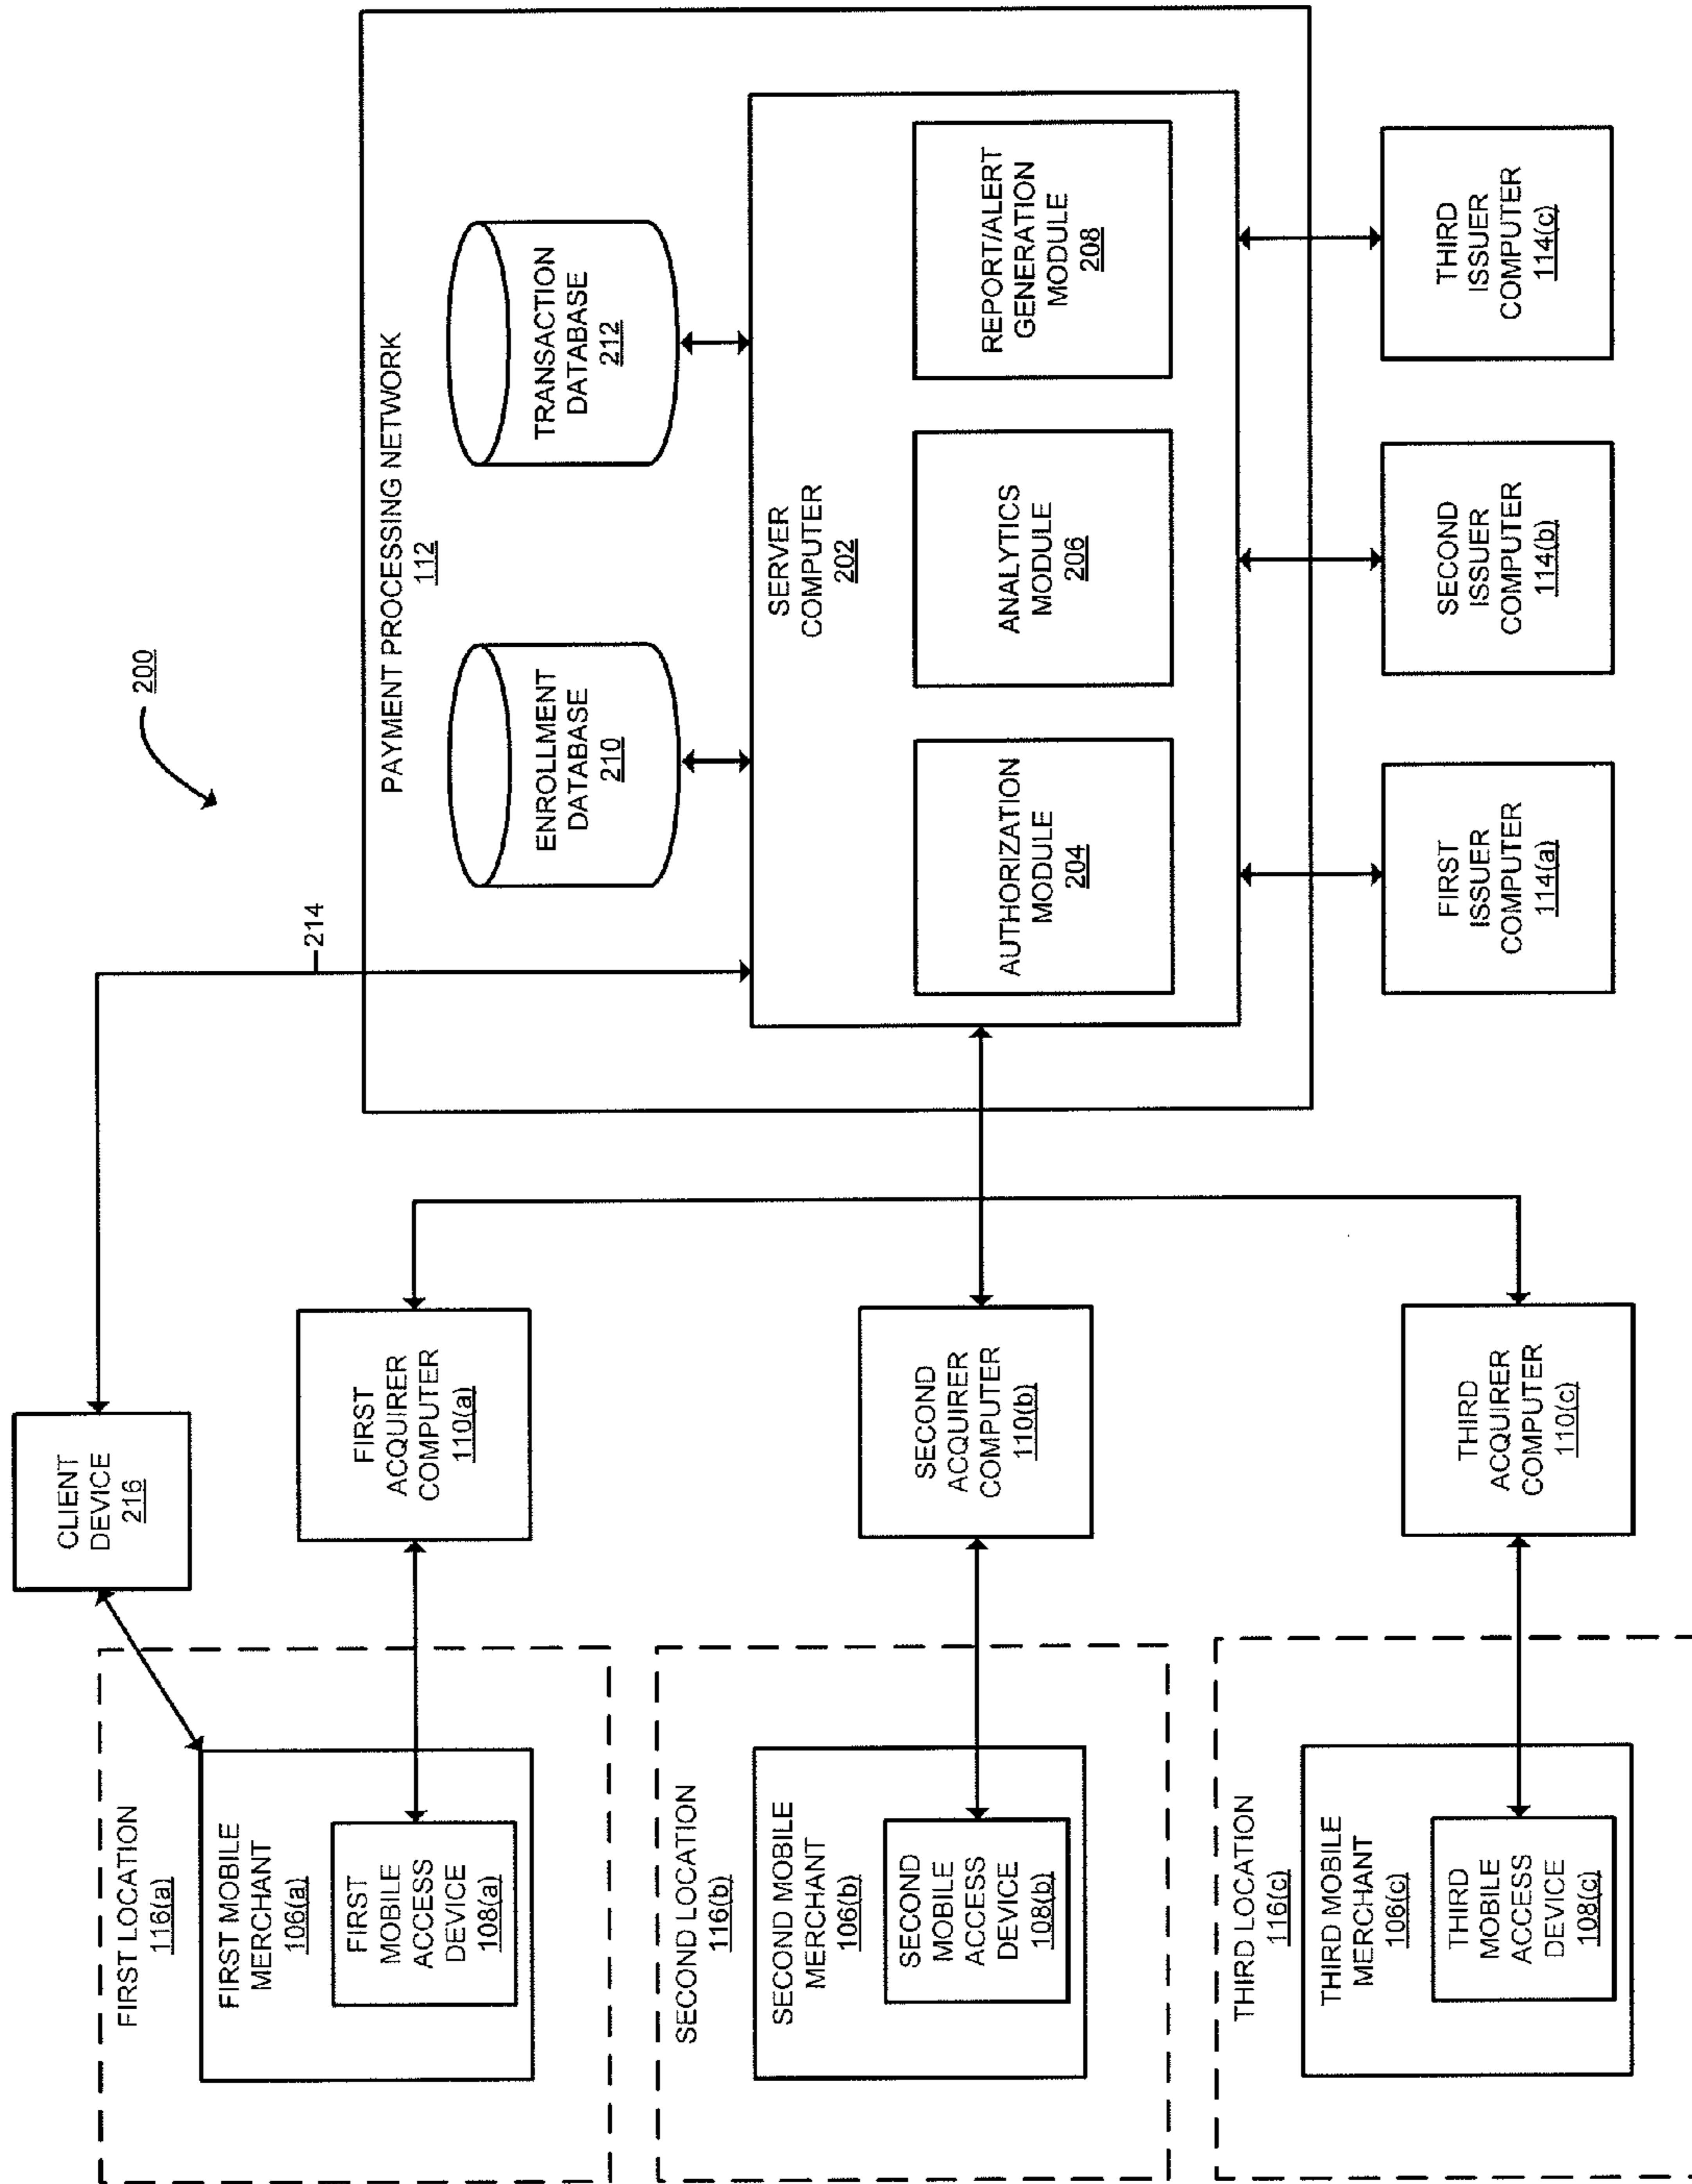 200
CLIENT
DEVICE
216
214
FIRST LOCATION
116(a)
FIRST MOBILE
MERCHANT
106(a)
FIRST
MOBILE
ACCESS
DEVICE
108(a)
FIRST
ACQUIRER
COMPUTER
110(a)
SECOND LOCATION
116(b)
SECOND MOBILE
MERCHANT
106(b)
SECOND
MOBILE
ACCESS
DEVICE
108(b)
SECOND
ACQUIRER
COMPUTER
110(b)
THIRD LOCATION
116(c)
THIRD MOBILE
MERCHANT
106(c)
THIRD
MOBILE
ACCESS
DEVICE
108(c)
THIRD
ACQUIRER
COMPUTER
110(c)
PAYMENT PROCESSING NETWORK
112
ENROLLMENT
DATABASE
210
TRANSACTION
DATABASE
212
SERVER
COMPUTER
202
AUTHORIZATION
MODULE
204
ANALYTICS
MODULE
206
REPORT/ALERT
GENERATION
MODULE
208
FIRST
ISSUER
COMPUTER
114(a)
SECOND
ISSUER
COMPUTER
114(b)
THIRD
ISSUER
COMPUTER
114(c)